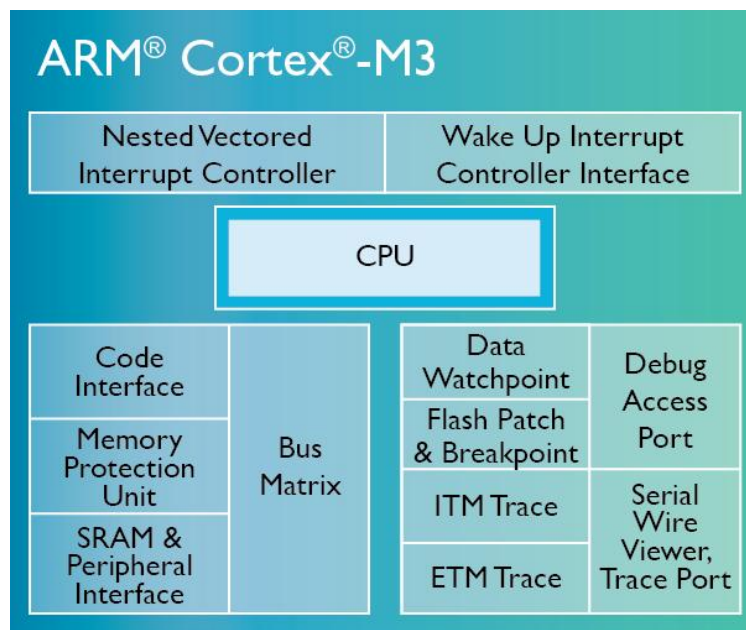 ARM® Cortex®-M3
Nested Vectored
Interrupt Controller
Wake Up Interrupt
Controller Interface
CPU
Code
Interface
Memory
Protection
Unit
SRAM &
Peripheral
Interface
Bus
Matrix
Data
Watchpoint
Flash Patch
& Breakpoint
ITM Trace
ETM Trace
Debug
Access
Port
Serial
Wire
Viewer,
Trace Port